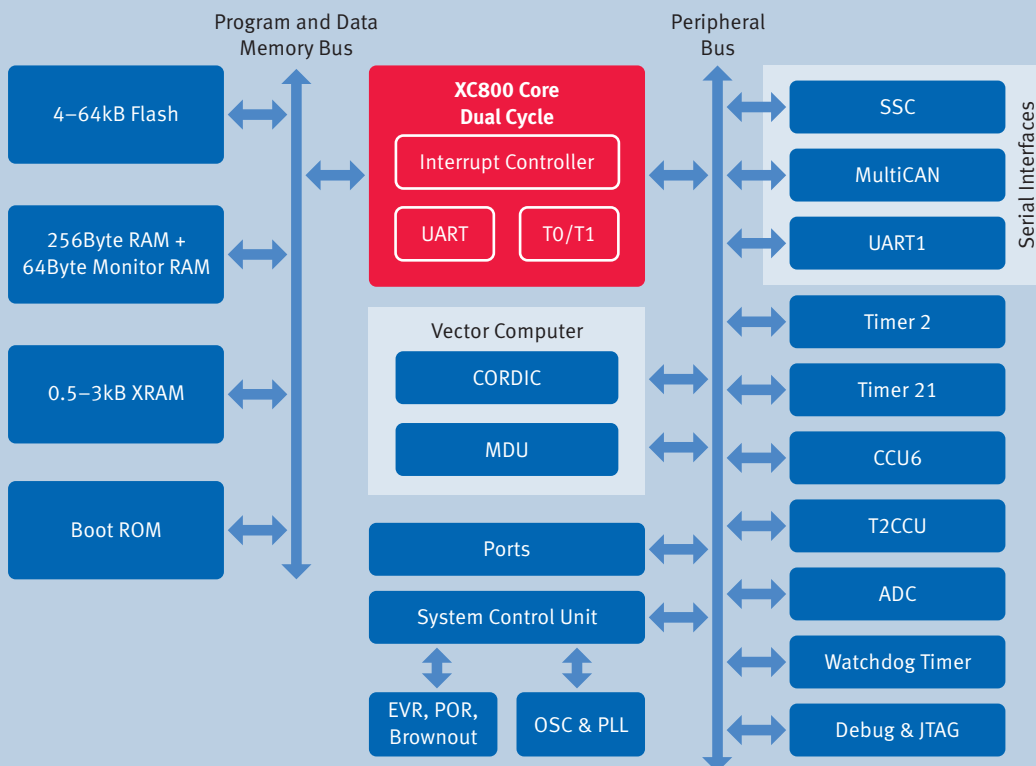 Program and Data
Memory Bus
4–64kB Flash
256Byte RAM +
64Byte Monitor RAM
0.5–3kB XRAM
Boot ROM
XC800 Core
Dual Cycle
Interrupt Controller
UART
T0/T1
Vector Computer
CORDIC
MDU
Ports
System Control Unit
EVR, POR,
Brownout
OSC & PLL
Peripheral
Bus
SSC
MultiCAN
UART1
Serial Interfaces
Timer 2
Timer 21
CCU6
T2CCU
ADC
Watchdog Timer
Debug & JTAG